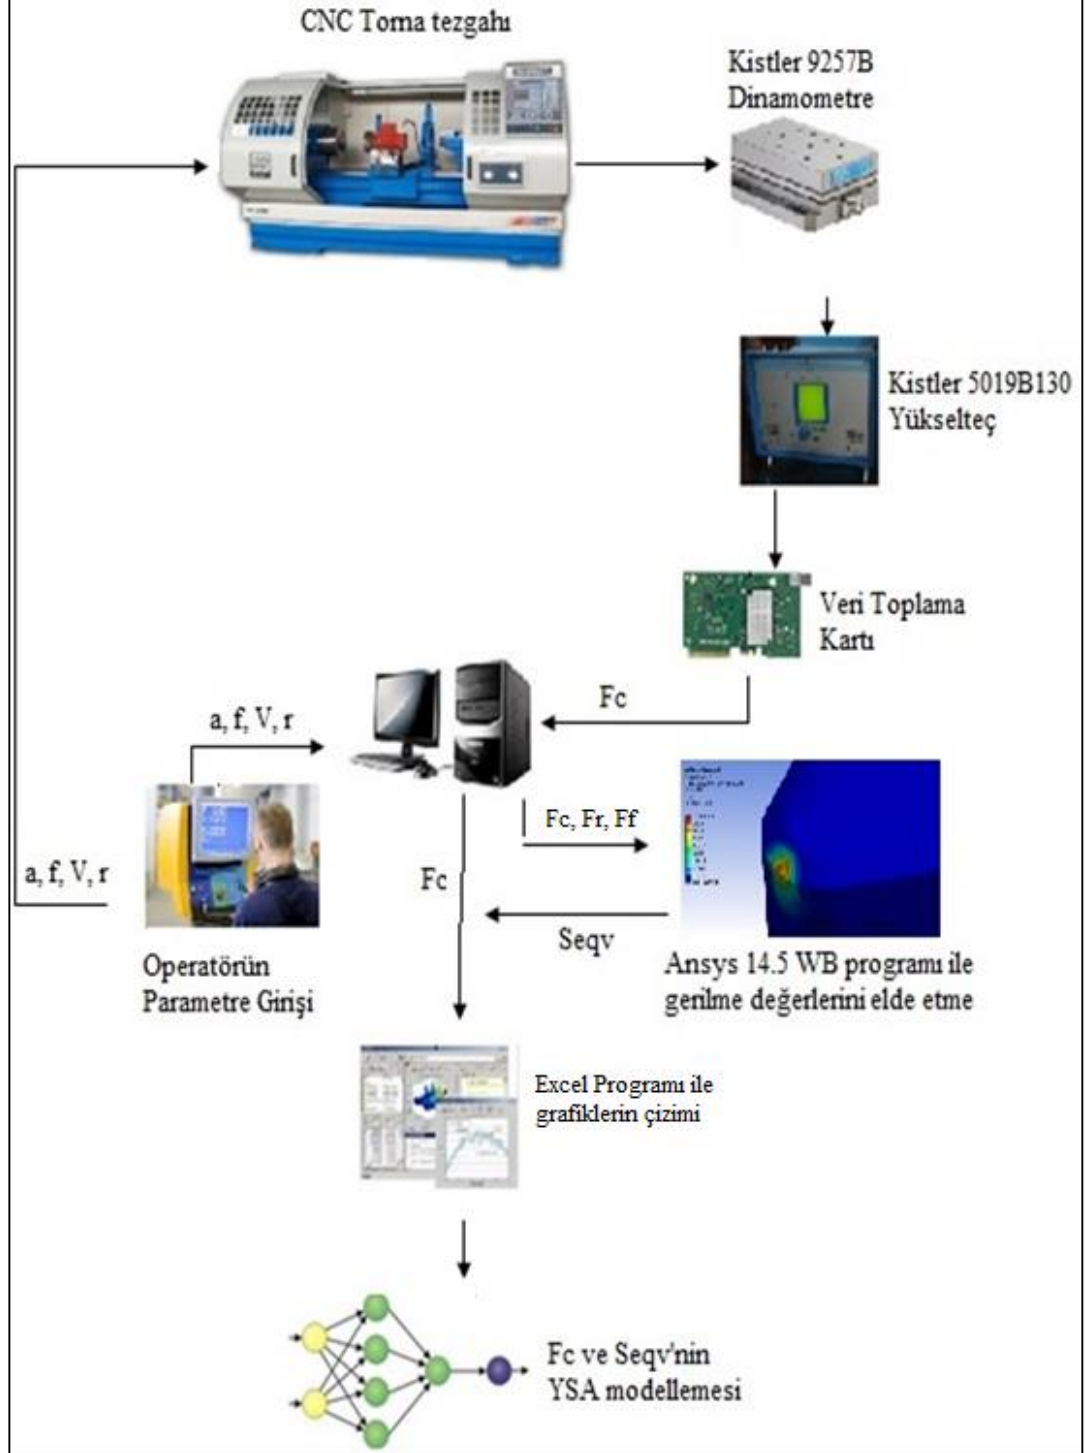 CNC Torna tezgahı
Kistler 9257B
Dinamometre
Kistler 5019B130
Yükselteç
Veri Toplama
Kartı
Fc
a, f, V, r
Fc, Fr, Ff
a, f, V, r
Fc
Seqv
Operatörün
Parametre Girişi
Ansys 14.5 WB programı ile
gerilme değerlerini elde etme
Excel Programı ile
grafiklerin çizimi
Fc ve Seqv'nin
YSA modellemesi